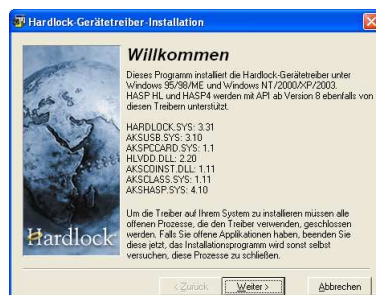 Hardlock-Gerätetreiber-Installation
Willkommen
Dieses Programm installiert die Hardlock-Gerätetreiber unter
Windows 95/98/ME und Windows NT/2000/XP/2003.
HASP HL und HASP4 werden mit API ab Version 8 ebenfalls von
diesen Treibern unterstützt.
HARDLOCK.SYS: 3.31
AKSUSB.SYS: 3.10
AKSPCCARD.SYS: 1.1
HLVDD.DLL: 2.20
AKSCOINST.DLL: 1.11
AKSCLASS.SYS: 1.11
AKSHASP.SYS: 4.10
Um die Treiber auf Ihrem System zu installieren müssen alle
offenen Prozesse, die den Treiber verwenden, geschlossen
werden. Falls Sie offene Applikationen haben, beenden Sie
diese jetzt, das Installationsprogramm wird sonst selbst
versuchen, diese Prozesse zu schließen.
Hardlock
< Zurück
Weiter >
Abbrechen